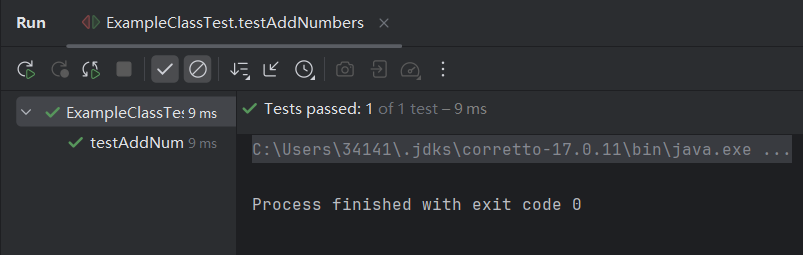 Run ExampleClassTest.testAddNumbers
ExampleClassTes 9 ms
testAddNum 9 ms
Tests passed: 1 of 1 test – 9 ms
C:\Users\34141\.jdks\corretto-17.0.11\bin\java.exe ...
Process finished with exit code 0